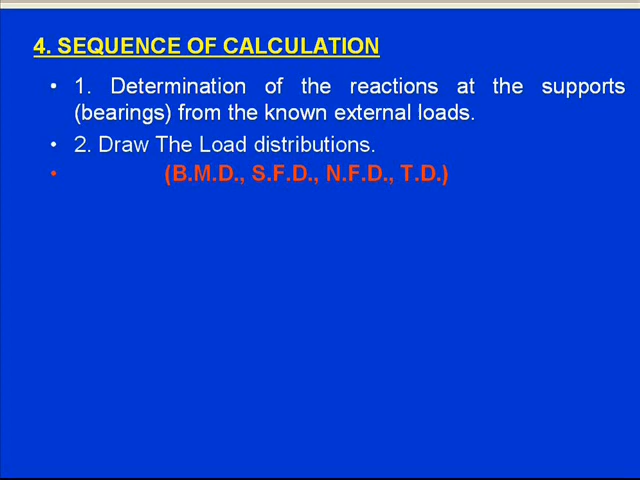 4. SEQUENCE OF CALCULATION
• 1. Determination of the reactions at the supports
(bearings) from the known external loads.
• 2. Draw The Load distributions.
• (B.M.D., S.F.D., N.F.D., T.D.)